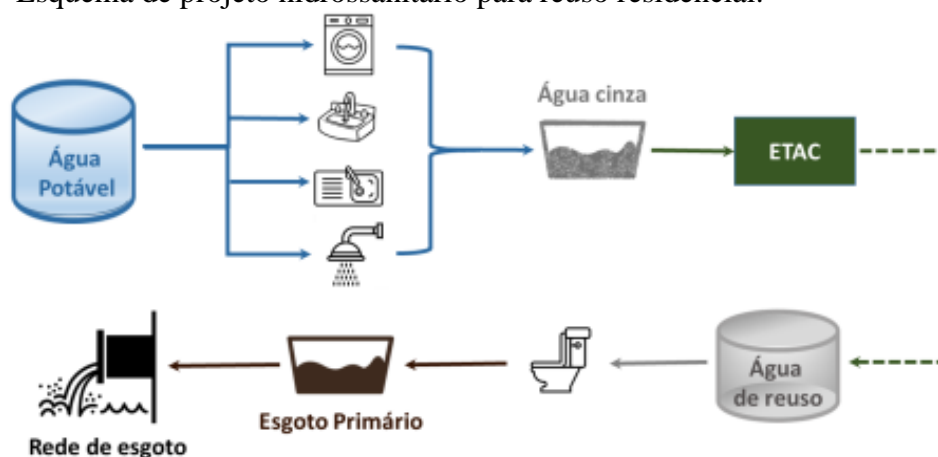 Esquema de projeto hidrossanitário para reuso residencial.
Água
Potável
Água cinza
ETAC
Água
de reuso
Esgoto Primário
Rede de esgoto